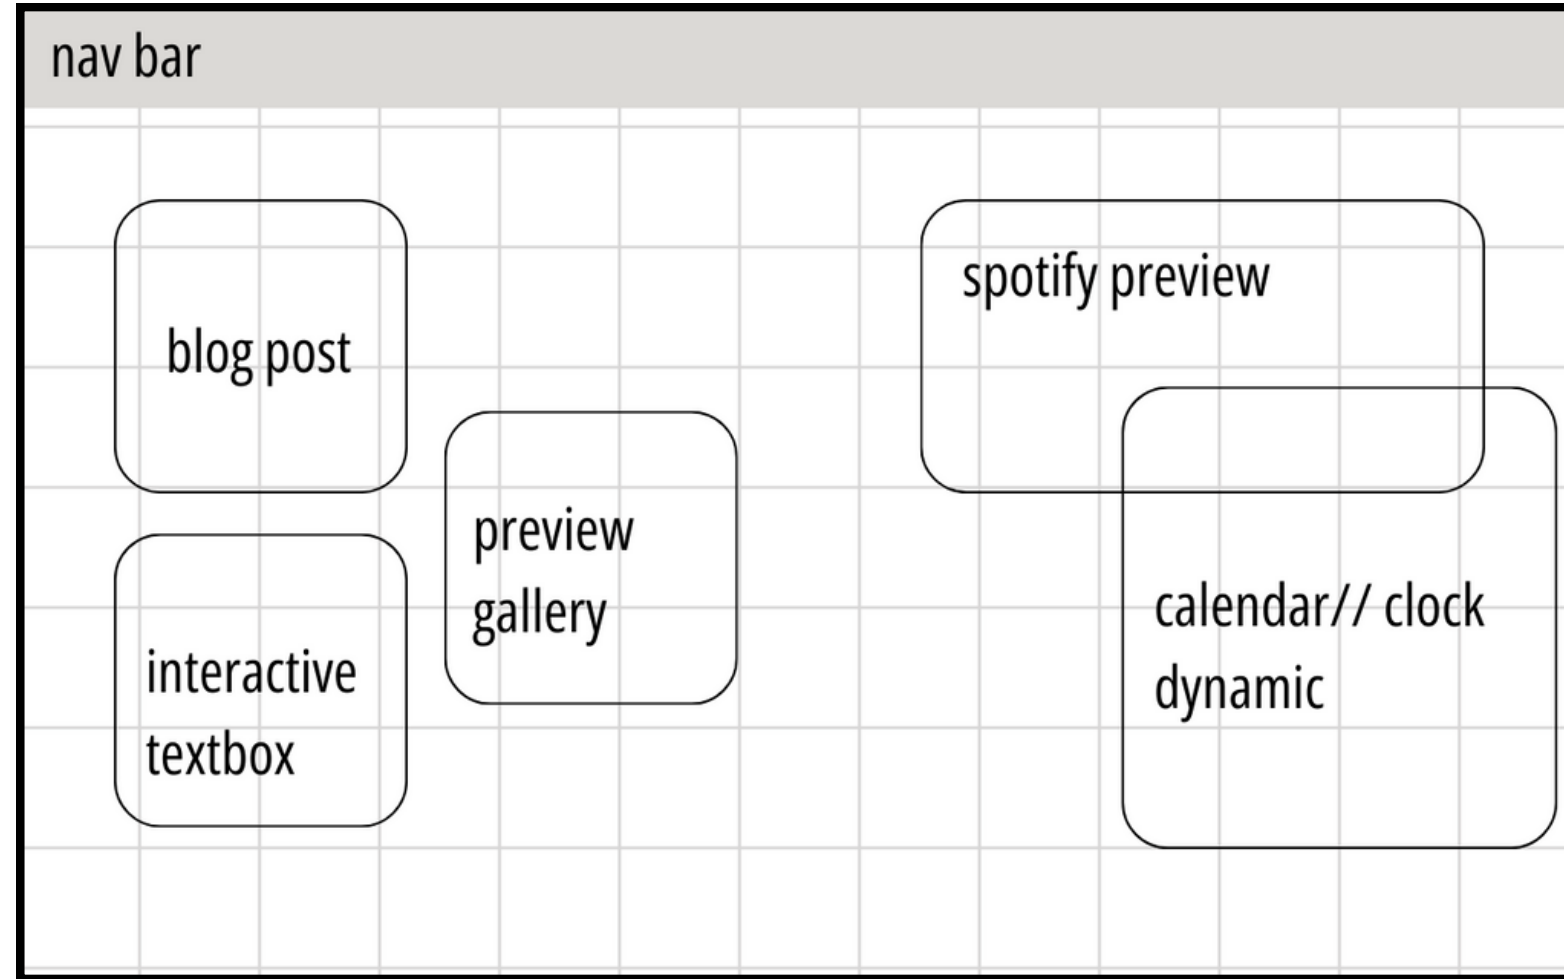 nav bar
blog post
spotify preview
preview
gallery
interactive
textbox
calendar// clock
dynamic